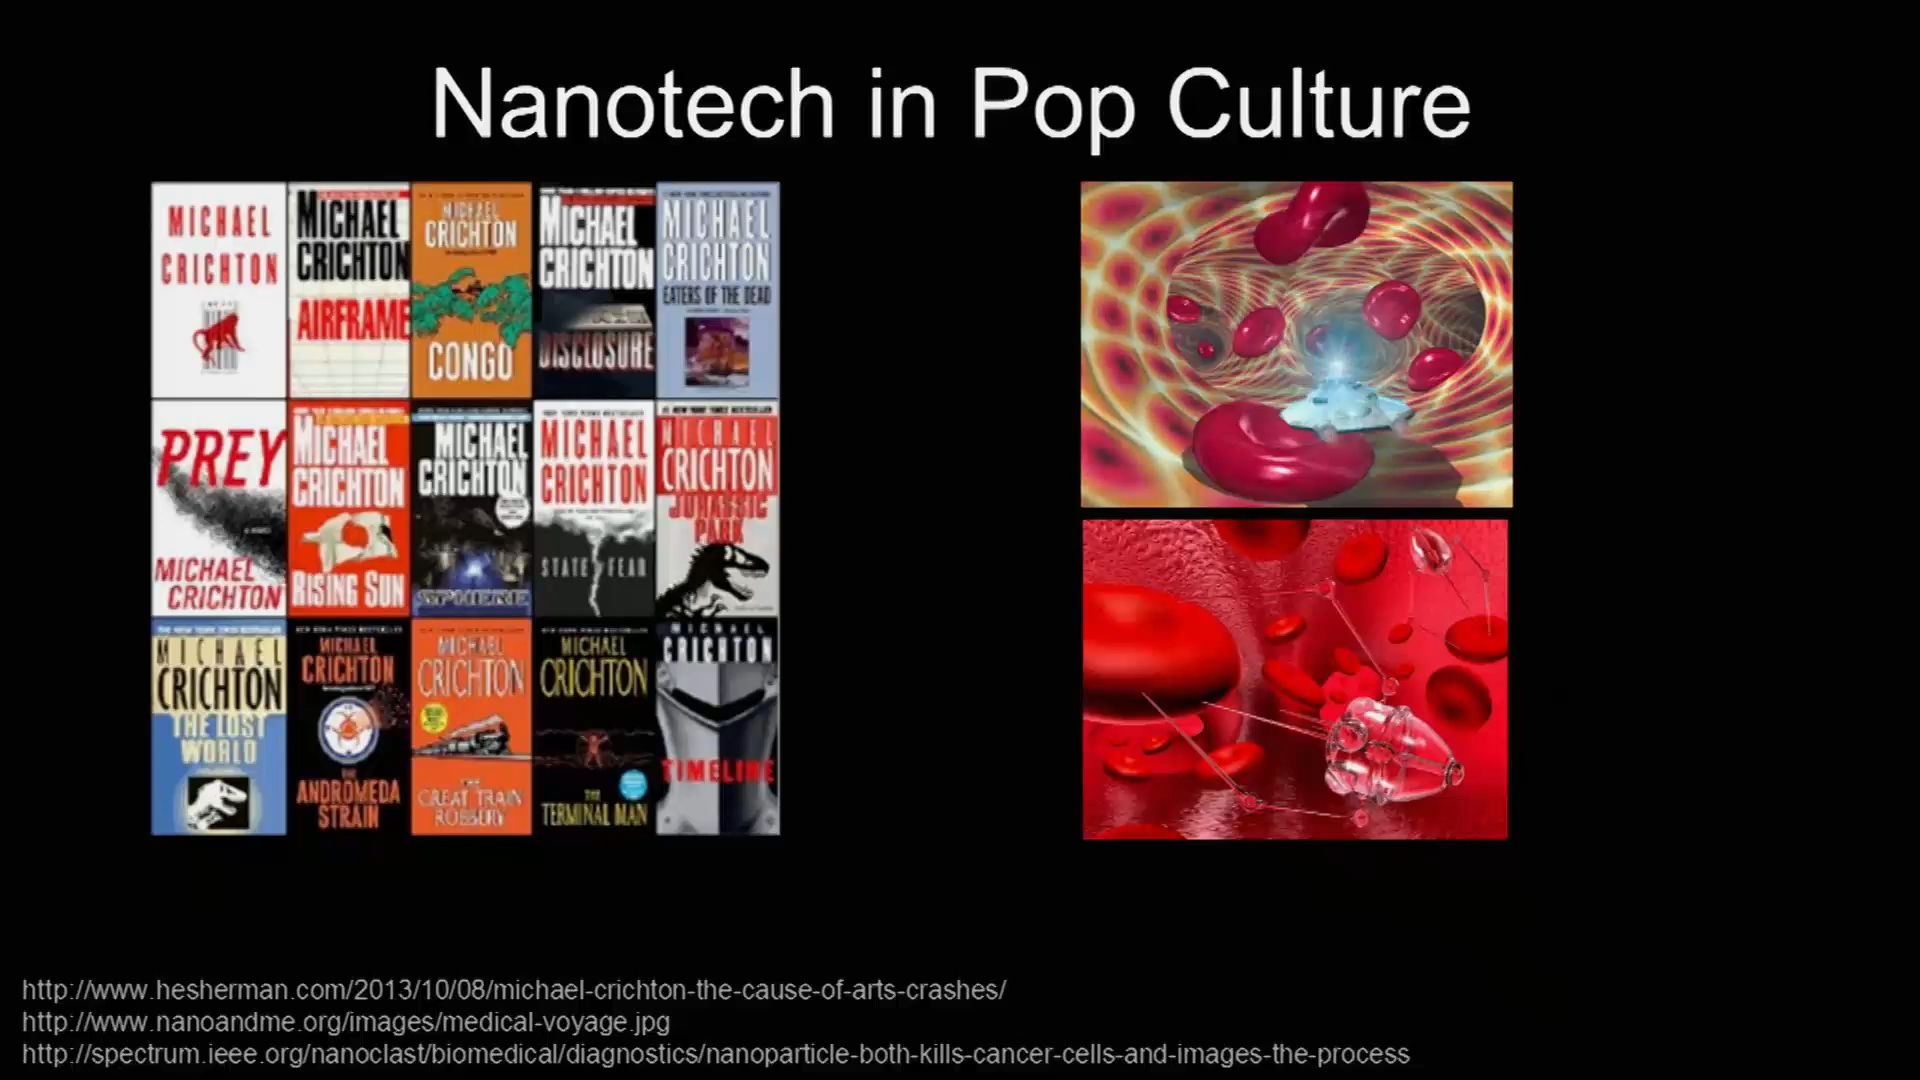 Nanotech in Pop Culture
MICHAEL
CRICHTON
MICHAEL
CRICHTON
AIRFRAME
MICHAEL
CRICHTON
CONGO
MICHAEL
CRICHTON
DISCLOSURE
MICHAEL
CRICHTON
EATERS OF THE DEAD
PREY
A NOVEL
MICHAEL
CRICHTON
MICHAEL
CRICHTON
RISING SUN
MICHAEL
CRICHTON
SPHERE
MICHAEL
CRICHTON
STATE FEAR
MICHAEL
CRICHTON
JURASSIC
PARK
MICHAEL
CRICHTON
THE LOST
WORLD
MICHAEL
CRICHTON
THE
ANDROMEDA
STRAIN
MICHAEL
CRICHTON
THE
GREAT TRAIN
ROBBERY
MICHAEL
CRICHTON
THE
TERMINAL MAN
MICHAEL
CRICHTON
TIMELINE
http://www.hesherman.com/2013/10/08/michael-crichton-the-cause-of-arts-crashes/
http://www.nanoandme.org/images/medical-voyage.jpg
http://spectrum.ieee.org/nanoclast/biomedical/diagnostics/nanoparticle-both-kills-cancer-cells-and-images-the-process